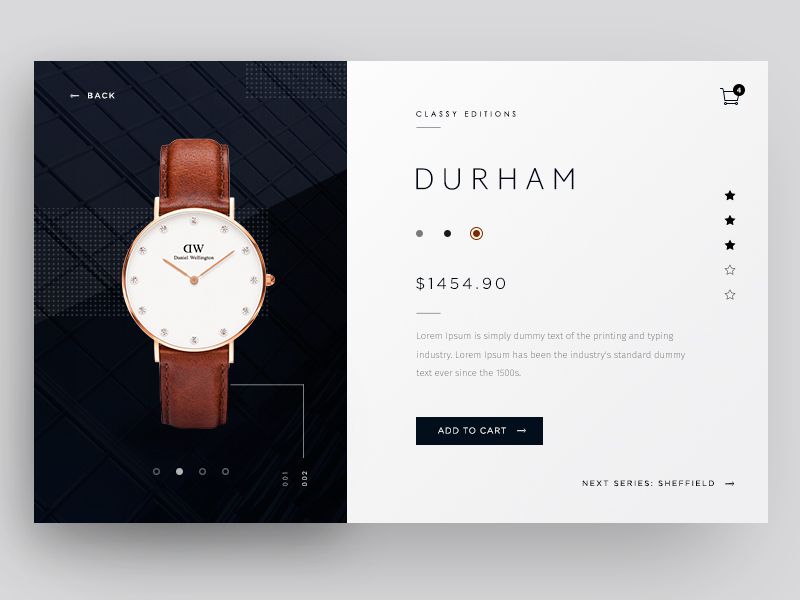 BACK
DW
Daniel Wellington
001
002
4
CLASSY EDITIONS
DURHAM
$1454.90
Lorem Ipsum is simply dummy text of the printing and typing
industry. Lorem Ipsum has been the industry's standard dummy
text ever since the 1500s.
ADD TO CART
NEXT SERIES: SHEFFIELD